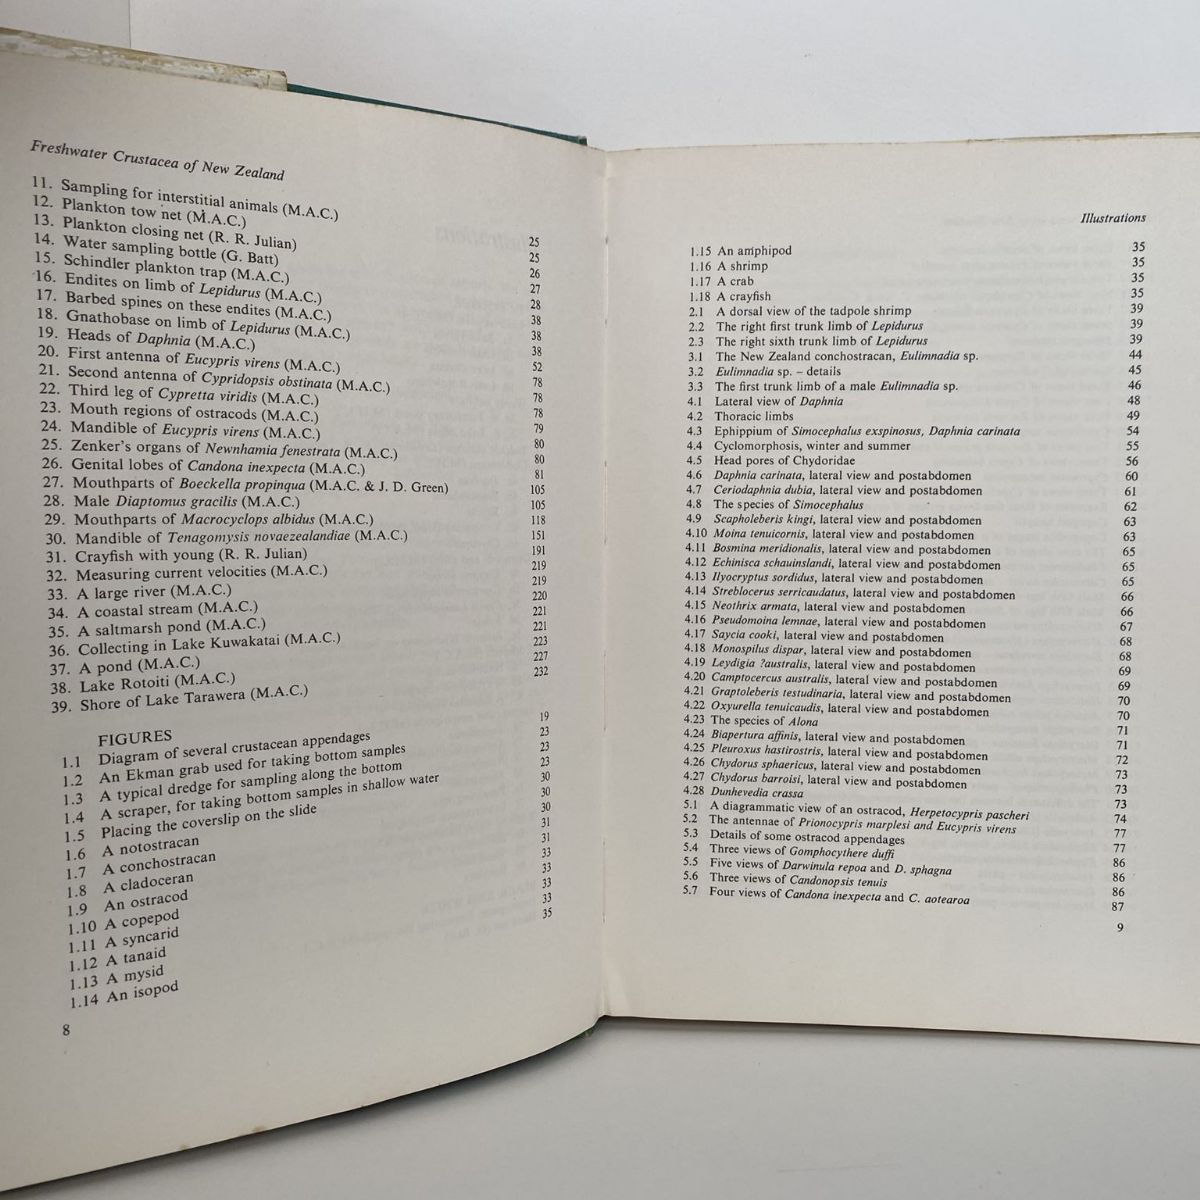 Freshwater Crustacea of New Zealand
11. Sampling for interstitial animals (M.A.C.) 25
12. Plankton tow net (M.A.C.) 25
13. Plankton closing net (R. R. Julian) 26
14. Water sampling bottle (G. Batt) 27
15. Schindler plankton trap (M.A.C.) 28
16. Endites on limb of Lepidurus (M.A.C.) 38
17. Barbed spines on these endites (M.A.C.) 38
18. Gnathobase on limb of Lepidurus (M.A.C.) 38
19. Heads of Daphnia (M.A.C.) 52
20. First antenna of Eucypris virens (M.A.C.) 78
21. Second antenna of Cypridopsis obstinata (M.A.C.) 78
22. Third leg of Cypretta viridis (M.A.C.) 78
23. Mouth regions of ostracods (M.A.C.) 79
24. Mandible of Eucypris virens (M.A.C.) 80
25. Zenker's organs of Newnhamia fenestrata (M.A.C.) 80
26. Genital lobes of Candona inexpecta (M.A.C.) 81
27. Mouthparts of Boeckella propinqua (M.A.C. & J. D. Green) 105
28. Male Diaptomus gracilis (M.A.C.) 105
29. Mouthparts of Macrocyclops albidus (M.A.C.) 118
30. Mandible of Tenagomysis novaezealandiae (M.A.C.) 151
31. Crayfish with young (R. R. Julian) 191
32. Measuring current velocities (M.A.C.) 219
33. A large river (M.A.C.) 219
34. A coastal stream (M.A.C.) 220
35. A saltmarsh pond (M.A.C.) 221
36. Collecting in Lake Kuwakatai (M.A.C.) 221
37. A pond (M.A.C.) 223
38. Lake Rotoiti (M.A.C.) 227
39. Shore of Lake Tarawera (M.A.C.) 232
FIGURES
1.1 Diagram of several crustacean appendages 19
1.2 An Ekman grab used for taking bottom samples 23
1.3 A typical dredge for sampling along the bottom 23
1.4 A scraper, for taking bottom samples in shallow water 23
1.5 Placing the coverslip on the slide 30
1.6 A notostracan 30
1.7 A conchostracan 30
1.8 A cladoceran 31
1.9 An ostracod 31
1.10 A copepod 33
1.11 A syncarid 33
1.12 A tanaid 33
1.13 A mysid 33
1.14 An isopod 35
8
Illustrations
1.15 An amphipod 35
1.16 A shrimp 35
1.17 A crab 35
1.18 A crayfish 35
2.1 A dorsal view of the tadpole shrimp 39
2.2 The right first trunk limb of Lepidurus 39
2.3 The right sixth trunk limb of Lepidurus 39
3.1 The New Zealand conchostracan, Eulimnadia sp. 44
3.2 Eulimnadia sp. – details 45
3.3 The first trunk limb of a male Eulimnadia sp. 46
4.1 Lateral view of Daphnia 48
4.2 Thoracic limbs 49
4.3 Ephippium of Simocephalus exspinosus, Daphnia carinata 54
4.4 Cyclomorphosis, winter and summer 55
4.5 Head pores of Chydoridae 56
4.6 Daphnia carinata, lateral view and postabdomen 60
4.7 Ceriodaphnia dubia, lateral view and postabdomen 61
4.8 The species of Simocephalus 62
4.9 Scapholeberis kingi, lateral view and postabdomen 63
4.10 Moina tenuicornis, lateral view and postabdomen 63
4.11 Bosmina meridionalis, lateral view and postabdomen 65
4.12 Echinisca schauinslandi, lateral view and postabdomen 65
4.13 Ilyocryptus sordidus, lateral view and postabdomen 65
4.14 Streblocerus serricaudatus, lateral view and postabdomen 66
4.15 Neothrix armata, lateral view and postabdomen 66
4.16 Pseudomoina lemnae, lateral view and postabdomen 67
4.17 Saycia cooki, lateral view and postabdomen 68
4.18 Monospilus dispar, lateral view and postabdomen 68
4.19 Leydigia ?australis, lateral view and postabdomen 69
4.20 Camptocercus australis, lateral view and postabdomen 69
4.21 Graptoleberis testudinaria, lateral view and postabdomen 70
4.22 Oxyurella tenuicaudis, lateral view and postabdomen 70
4.23 The species of Alona 71
4.24 Biapertura affinis, lateral view and postabdomen 71
4.25 Pleuroxus hastirostris, lateral view and postabdomen 72
4.26 Chydorus sphaericus, lateral view and postabdomen 73
4.27 Chydorus barroisi, lateral view and postabdomen 73
4.28 Dunhevedia crassa 73
5.1 A diagrammatic view of an ostracod, Herpetocypris pascheri 74
5.2 The antennae of Prionocypris marplesi and Eucypris virens 77
5.3 Details of some ostracod appendages 77
5.4 Three views of Gomphocythere duffi 86
5.5 Five views of Darwinula repoa and D. sphagna 86
5.6 Three views of Candonopsis tenuis 86
5.7 Four views of Candona inexpecta and C. aotearoa 87
9